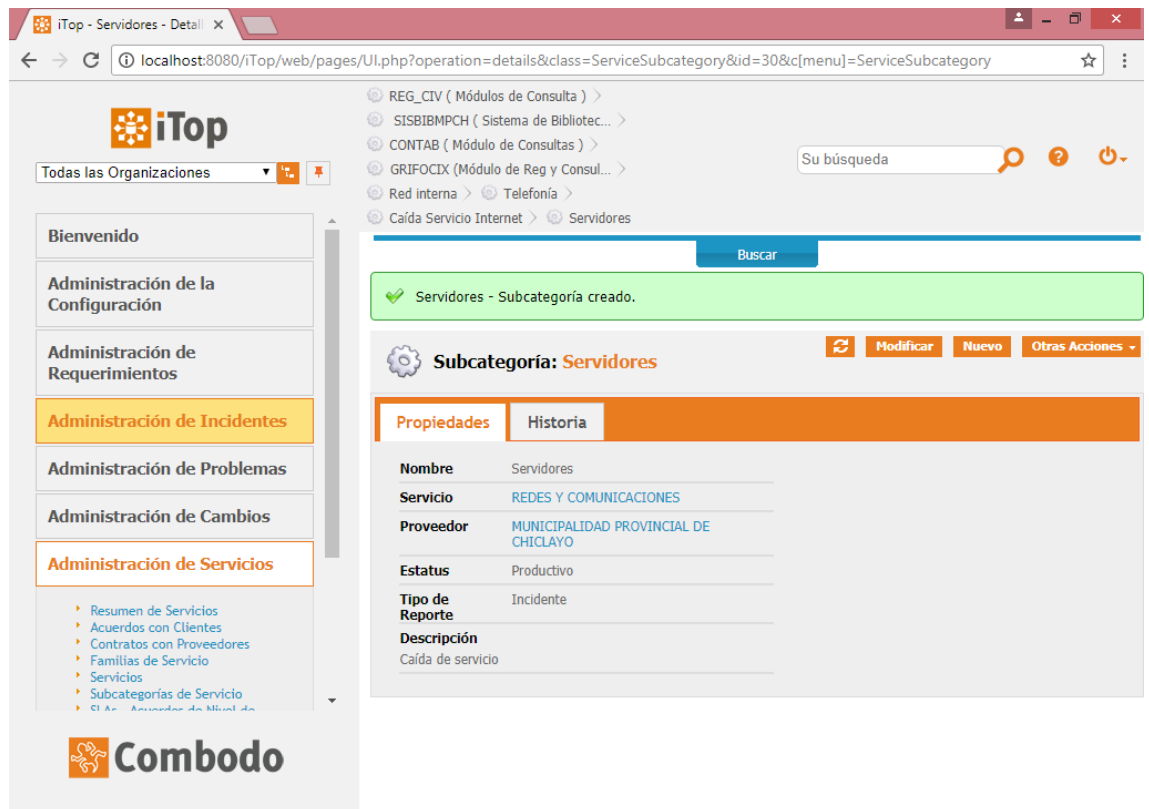 iTop - Servidores - Detall
localhost:8080/iTop/web/pages/UI.php?operation=details&class=ServiceSubcategory&id=30&c[menu]=ServiceSubcategory
iTop
Todas las Organizaciones
REG_CIV ( Módulos de Consulta )
SISBIBMPCH ( Sistema de Bibliotec...
CONTAB ( Módulo de Consultas )
GRIFOCIX (Módulo de Reg y Consul...
Red interna > Telefonía >
Caída Servicio Internet > Servidores
Su búsqueda
Buscar
Bienvenido
Administración de la
Configuración
Administración de
Requerimientos
Administración de Incidentes
Administración de Problemas
Administración de Cambios
Administración de Servicios
Resumen de Servicios
Acuerdos con Clientes
Contratos con Proveedores
Familias de Servicio
Servicios
Subcategorías de Servicio
SLAs - Acuerdos de Nivel de
Combodo
Servidores - Subcategoría creado.
Subcategoría: Servidores
Modificar Nuevo Otras Acciones
Propiedades Historia
Nombre Servidores
Servicio REDES Y COMUNICACIONES
Proveedor MUNICIPALIDAD PROVINCIAL DE
CHICLAYO
Estatus Productivo
Tipo de Incidente
Reporte
Descripción
Caída de servicio